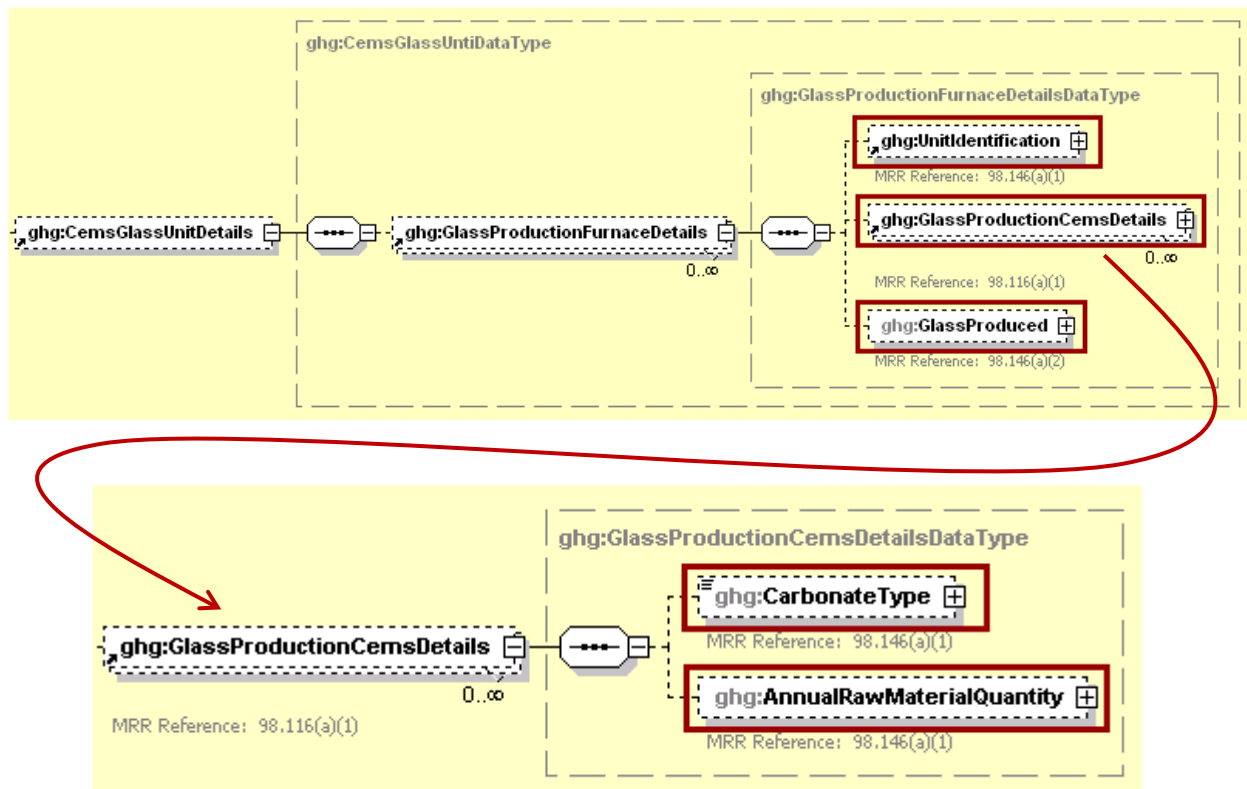 ghg:CemsGlassUntiDataType
ghg:GlassProductionFurnaceDetailsDataType
ghg:UnitIdentification
MRR Reference: 98.146(a)(1)
ghg:CemsGlassUnitDetails
ghg:GlassProductionFurnaceDetails
0..∞
ghg:GlassProductionCemsDetails
0..∞
MRR Reference: 98.116(a)(1)
ghg:GlassProduced
MRR Reference: 98.146(a)(2)
ghg:GlassProductionCemsDetailsDataType
ghg:CarbonateType
MRR Reference: 98.146(a)(1)
ghg:GlassProductionCemsDetails
0..∞
MRR Reference: 98.116(a)(1)
ghg:AnnualRawMaterialQuantity
MRR Reference: 98.146(a)(1)